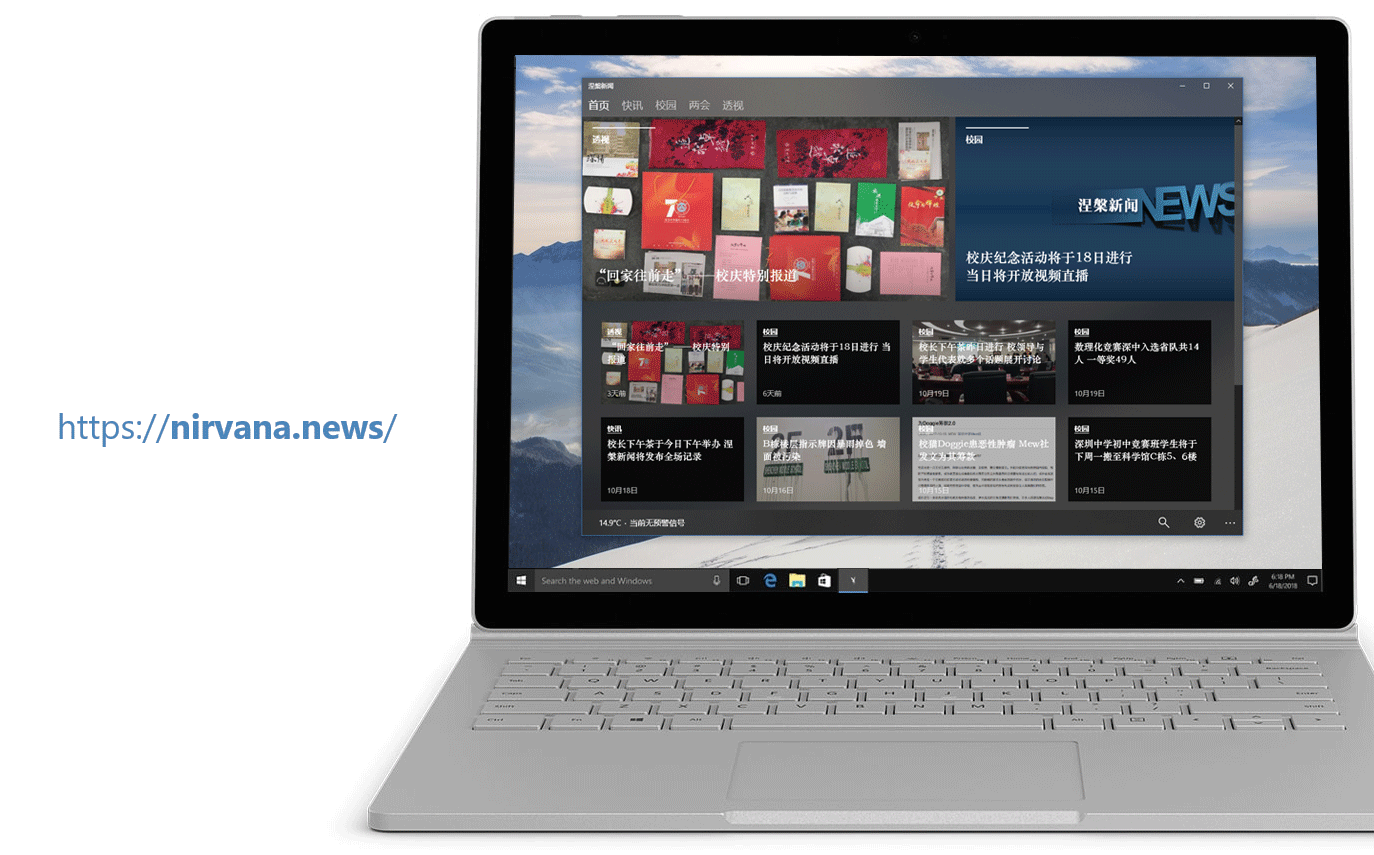 https://nirvana.news/
涅槃新闻
首页 快讯 校园 两会 透视
透视
“回家往前走”——校庆特别报道
校园
涅槃新闻
NEWS
校庆纪念活动将于18日进行
当日将开放视频直播
透视
“回家往前走”——校庆特别
报道
3天前
校园
校庆纪念活动将于18日进行 当
日将开放视频直播
6天前
校园
校长下午茶昨日进行 校领导与
学生代表就多个话题展开讨论
10月19日
校园
数理化竞赛深中入选省队共14
人 一等奖49人
10月19日
快讯
校长下午茶于今日下午举办 涅
槃新闻将发布全场记录
10月18日
校园
B栋楼层指示牌因暴雨掉色 墙
面被污染
10月16日
校园
校猫Doggie患恶性肿瘤 Mew社
发文为其筹款
10月15日
校园
深圳中学初中竞赛班学生将于
下周一搬至科学馆C栋5、6楼
10月15日
14.9°C · 当前无预警信号
Search the web and Windows
6:18 PM
6/18/2018